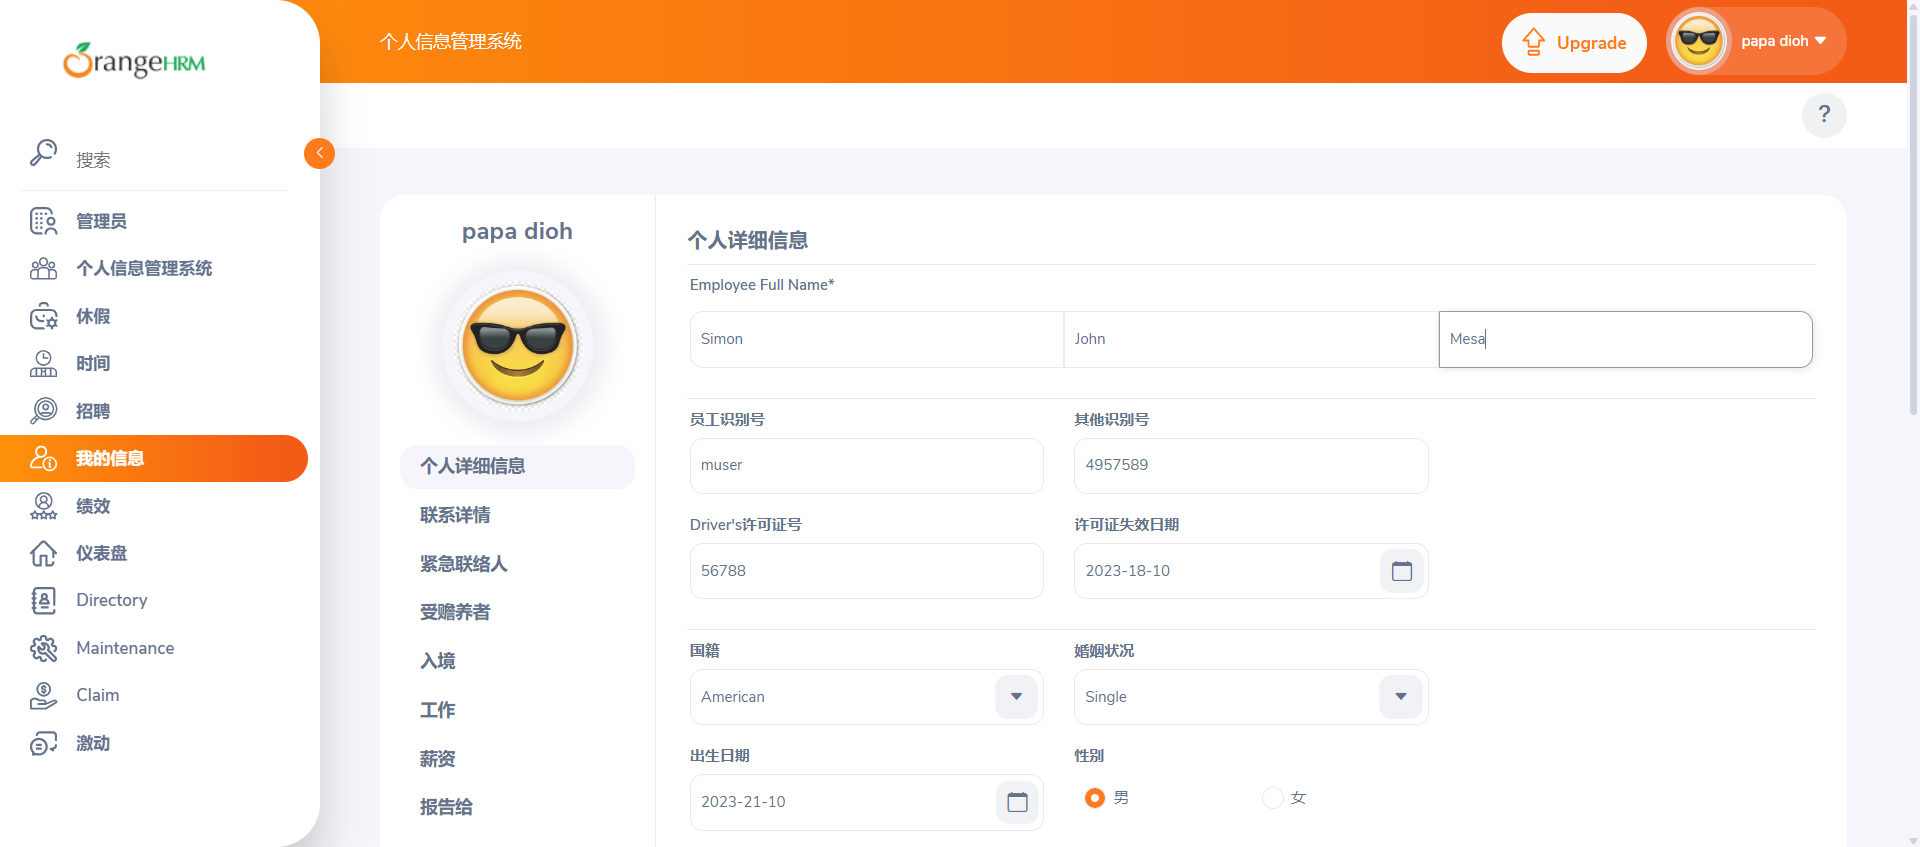 OrangeHRM
个人信息管理系统
Upgrade
papa dioh
?
搜索
管理员
个人信息管理系统
休假
时间
招聘
我的信息
绩效
仪表盘
Directory
Maintenance
Claim
激动
papa dioh
个人详细信息
联系详情
紧急联络人
受赡养者
入境
工作
薪资
报告给
个人详细信息
Employee Full Name*
Simon John Mesa
员工识别号 其他识别号
muser 4957589
Driver's许可证号 许可证失效日期
56788 2023-18-10
国籍 婚姻状况
American Single
出生日期 性别
2023-21-10 男 女